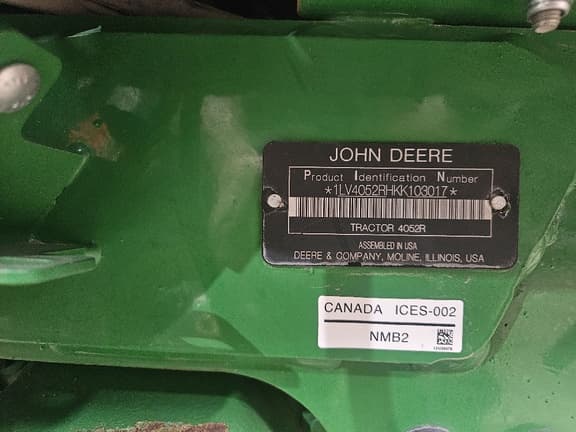 JOHN DEERE
Product Identification Number
*1LV4052RHKK103017*
TRACTOR 4052R
ASSEMBLED IN USA
DEERE & COMPANY, MOLINE, ILLINOIS, USA
CANADA ICES-002
NMB2